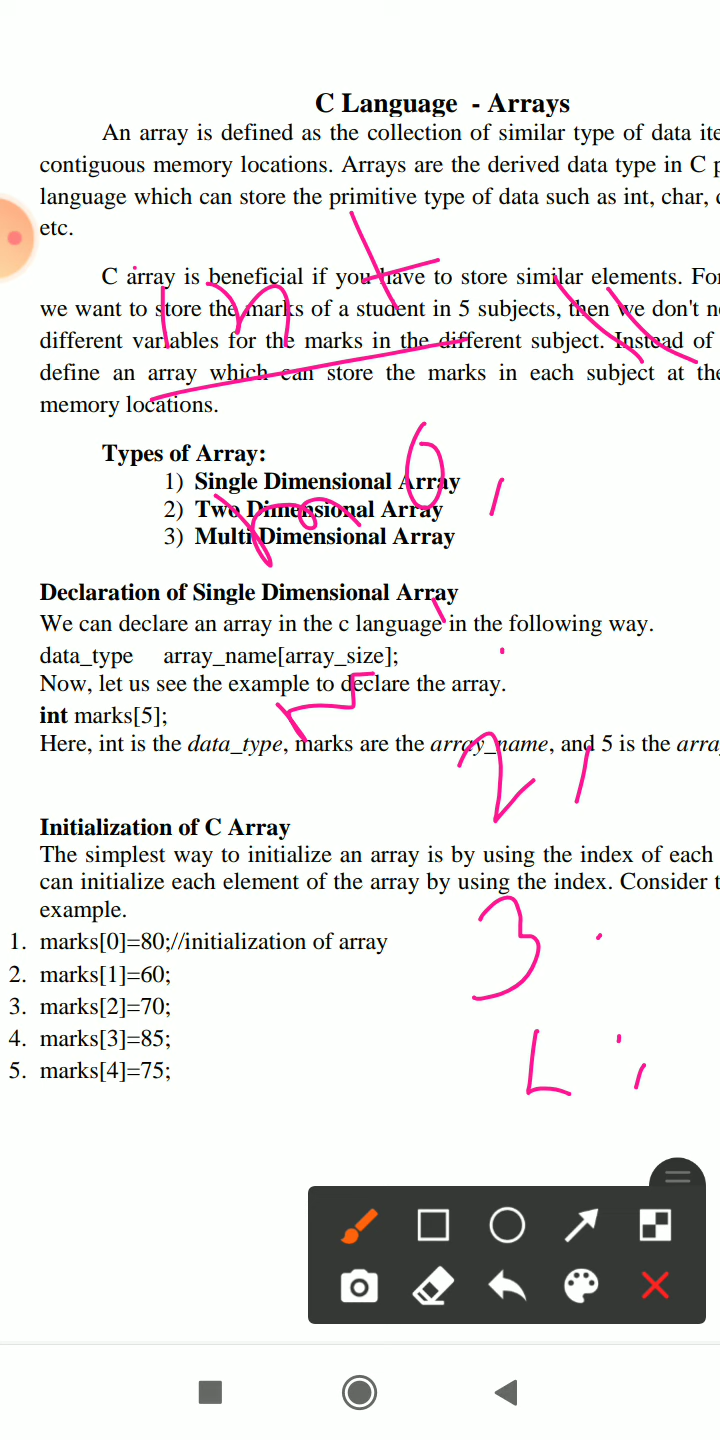 C Language - Arrays
An array is defined as the collection of similar type of data ite
contiguous memory locations. Arrays are the derived data type in C p
language which can store the primitive type of data such as int, char,
etc.
C array is beneficial if you have to store similar elements. For
we want to store the marks of a student in 5 subjects, then we don't n
different variables for the marks in the different subject. Instead of
define an array which can store the marks in each subject at the
memory locations.
Types of Array:
1) Single Dimensional Array
2) Two Dimensional Array
3) Multi Dimensional Array
Declaration of Single Dimensional Array
We can declare an array in the c language in the following way.
data_type array_name[array_size];
Now, let us see the example to declare the array.
int marks[5];
Here, int is the data_type, marks are the array_name, and 5 is the arra
Initialization of C Array
The simplest way to initialize an array is by using the index of each
can initialize each element of the array by using the index. Consider t
example.
1. marks[0]=80;//initialization of array
2. marks[1]=60;
3. marks[2]=70;
4. marks[3]=85;
5. marks[4]=75;
int
2
3